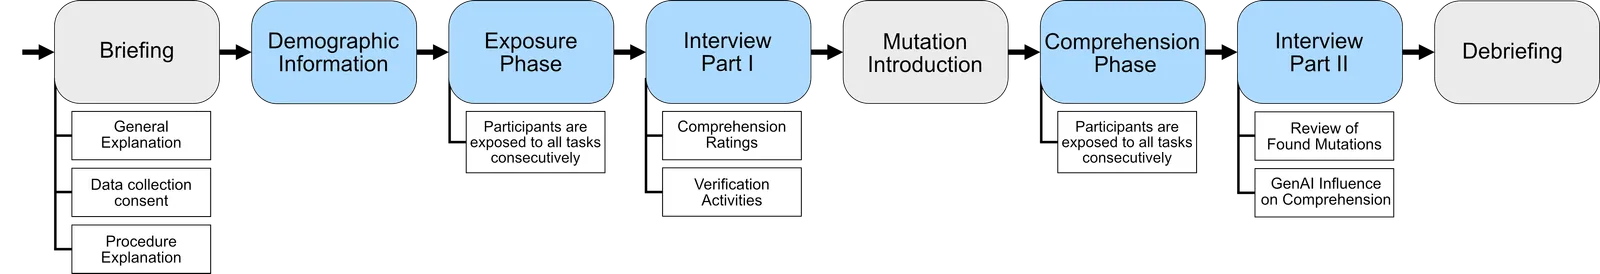 Briefing
General
Explanation
Data collection
consent
Procedure
Explanation
Demographic
Information
Exposure
Phase
Participants are
exposed to all tasks
consecutively
Interview
Part I
Comprehension
Ratings
Verification
Activities
Mutation
Introduction
Comprehension
Phase
Participants are
exposed to all tasks
consecutively
Interview
Part II
Review of
Found Mutations
GenAI Influence
on Comprehension
Debriefing